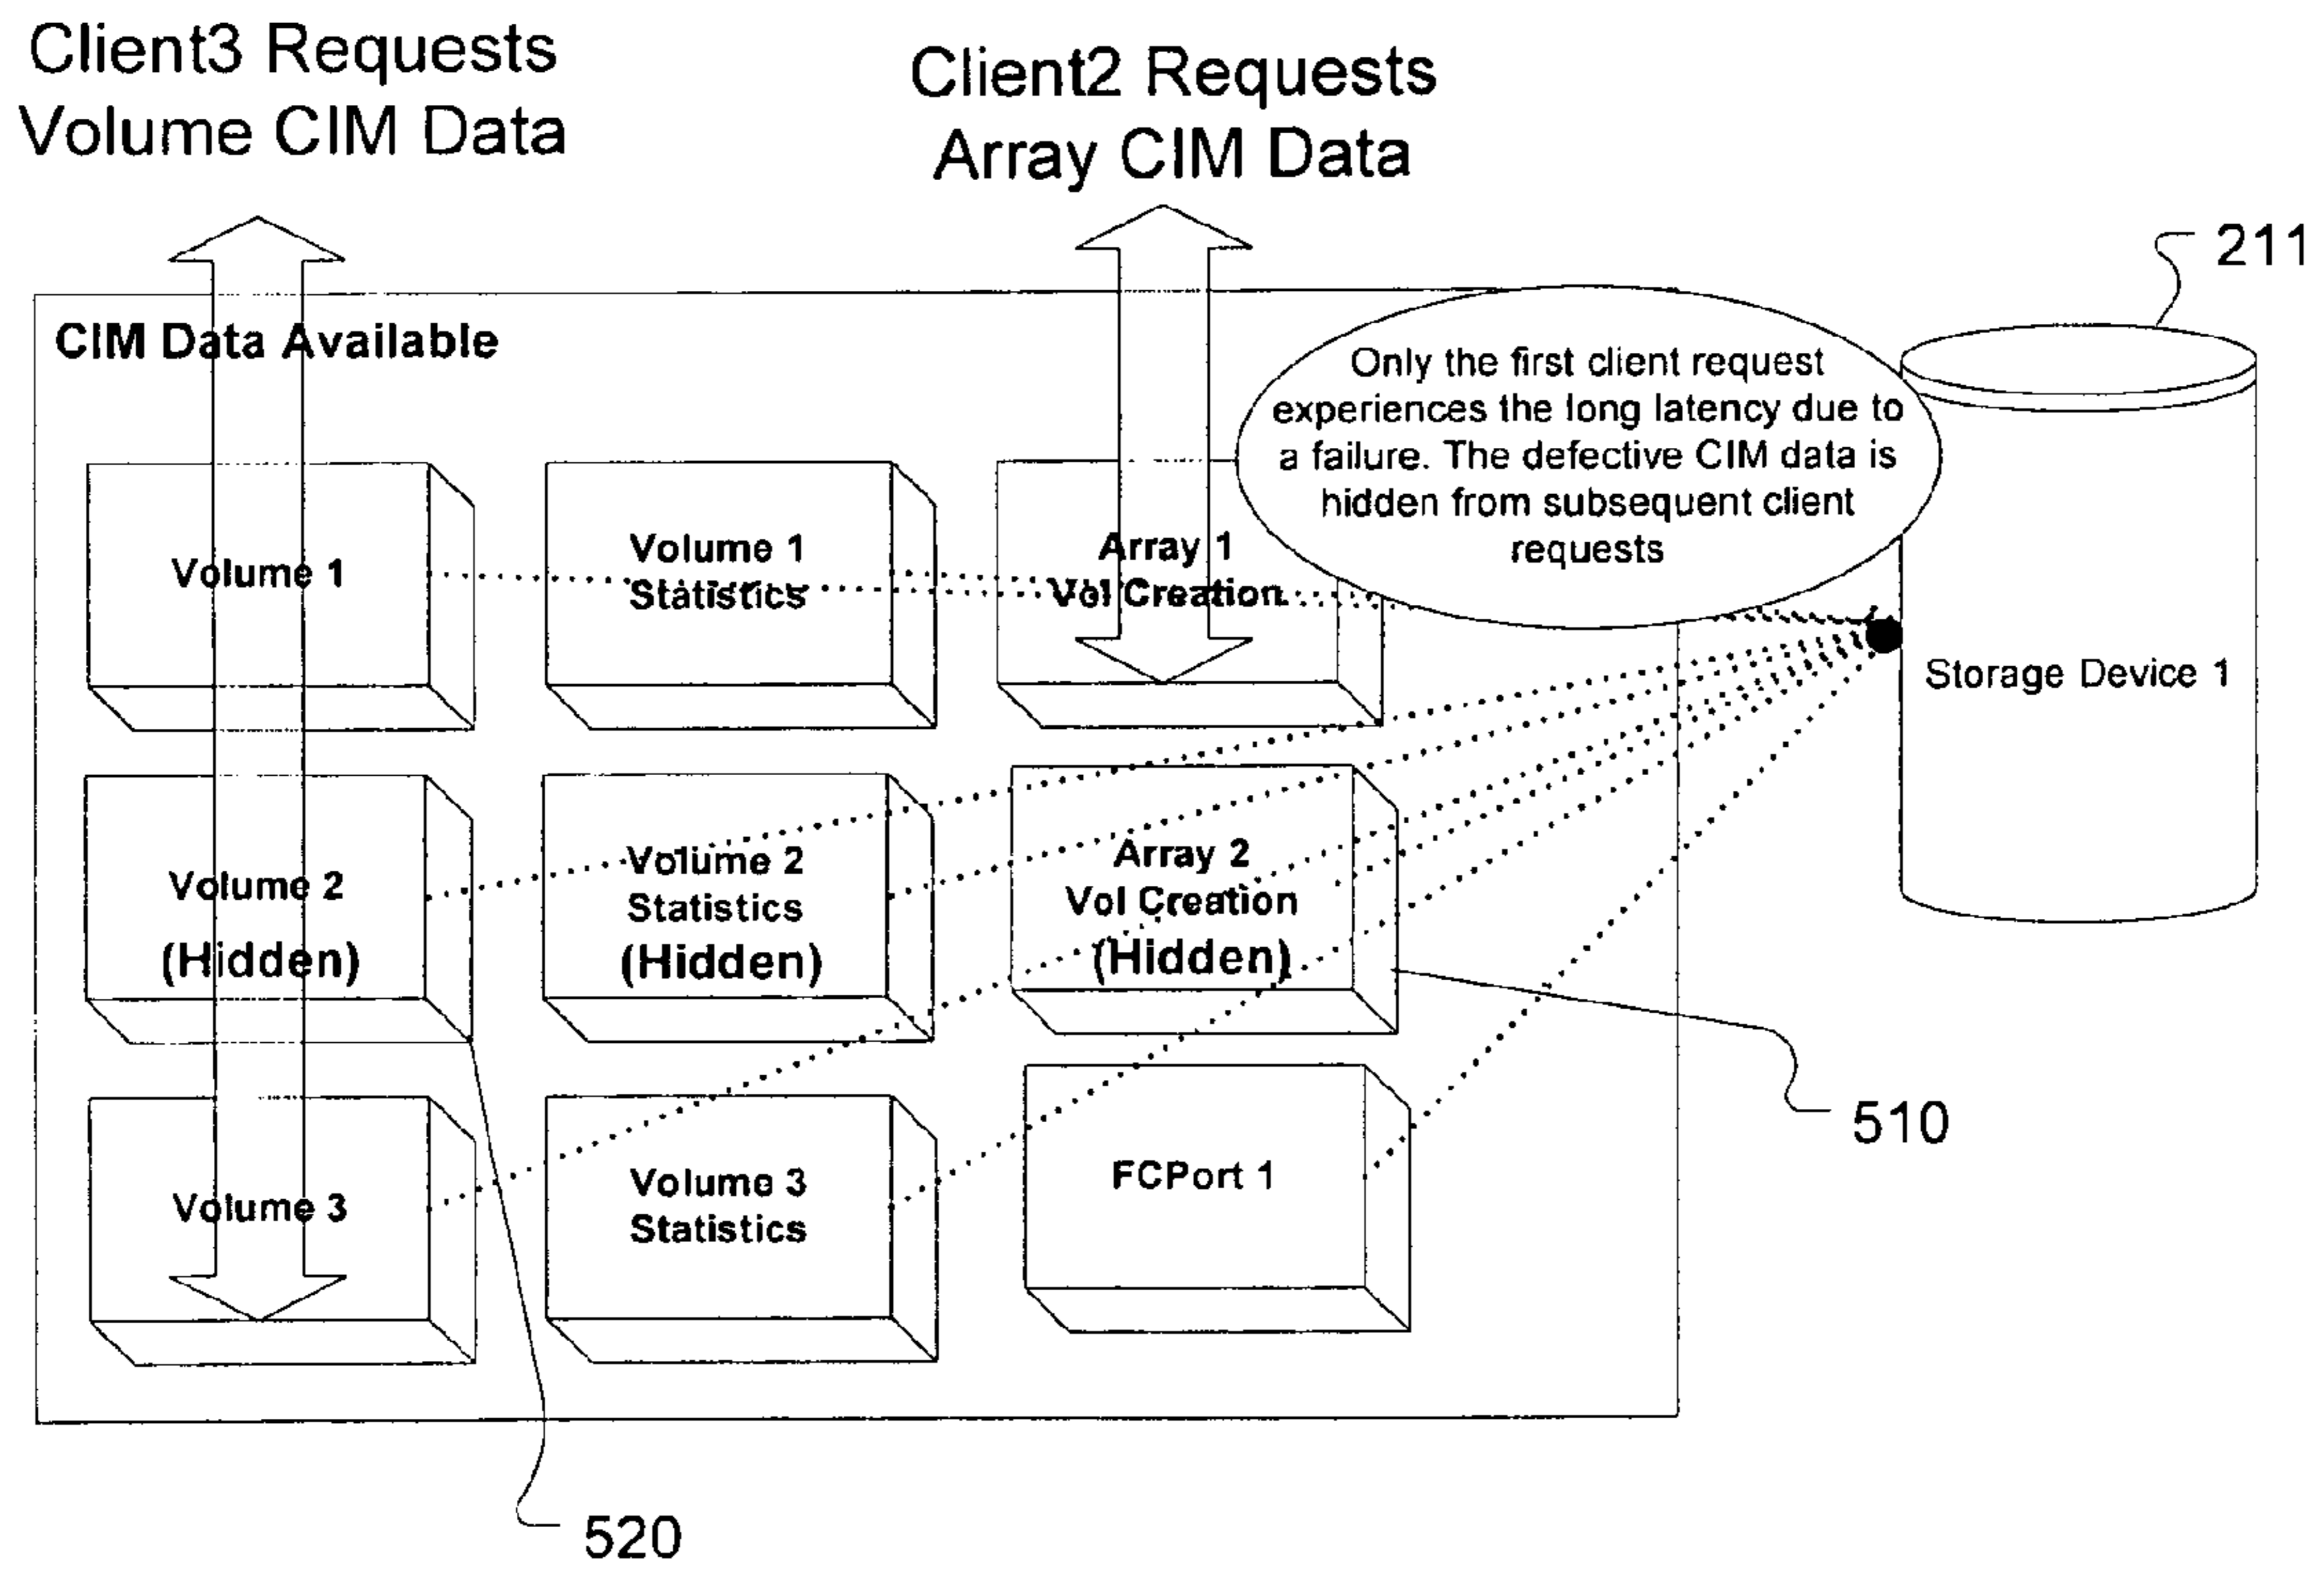 Client3 Requests
Volume CIM Data
Client2 Requests
Array CIM Data
211
CIM Data Available
Only the first client request
experiences the long latency due to
a failure. The defective CIM data is
hidden from subsequent client
requests
Volume 1
Volume 1
Statistics
Array 1
Vol Creation
Storage Device 1
Volume 2
(Hidden)
Volume 2
Statistics
(Hidden)
Array 2
Vol Creation
(Hidden)
510
Volume 3
Volume 3
Statistics
FCPort 1
520